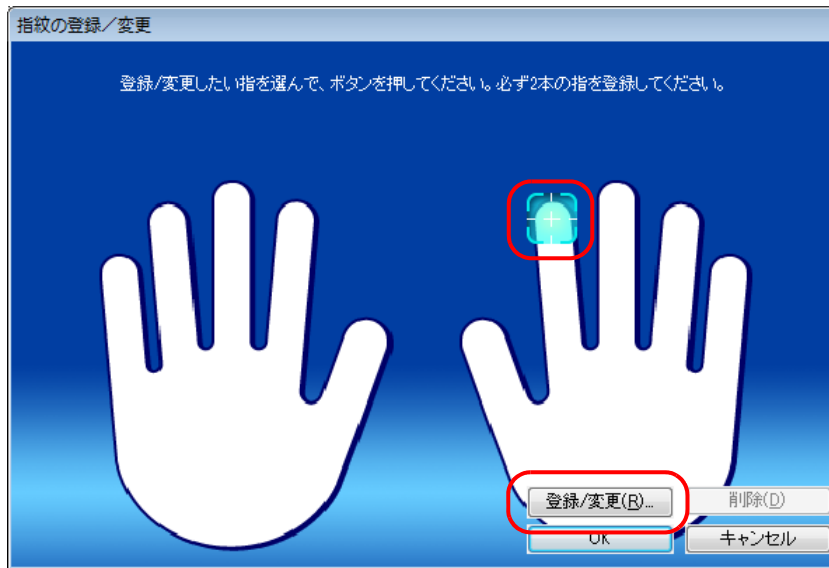 指紋の登録／変更
登録/変更したい指を選んで、ボタンを押してください。必ず2本の指を登録してください。
登録/変更(R)...
削除(D)
OK
キャンセル